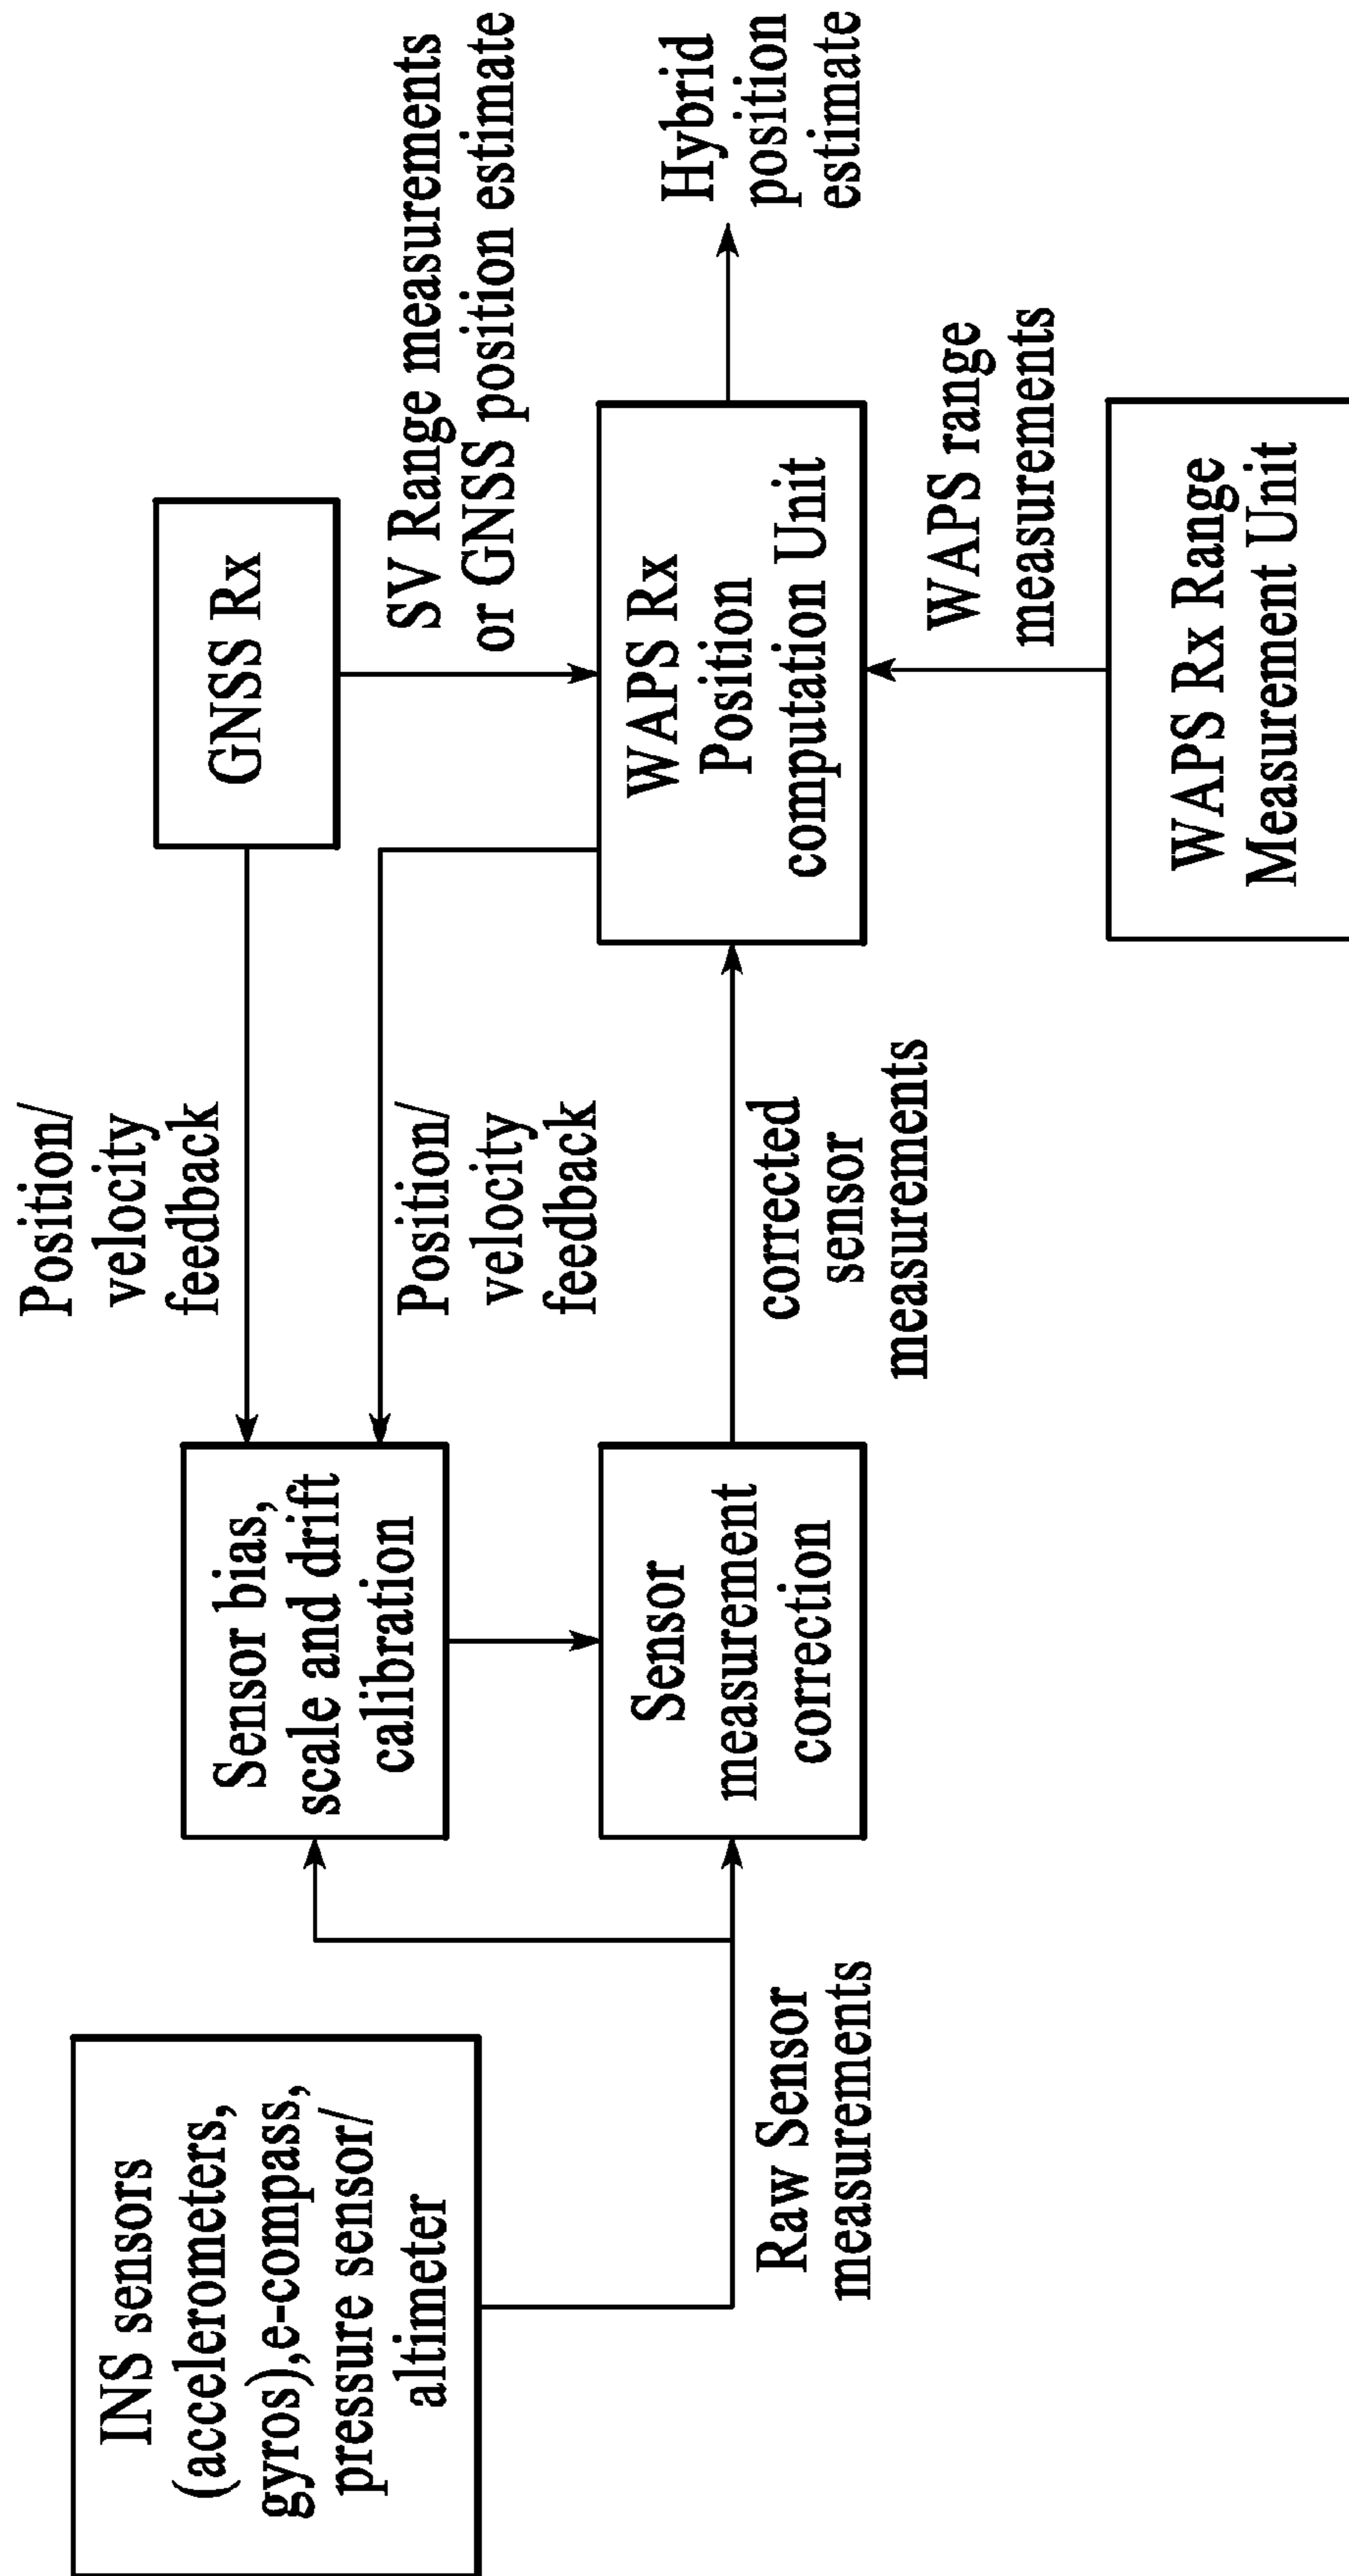 INS sensors
(accelerometers,
gyros),e-compass,
pressure sensor/
altimeter
Raw Sensor
measurements
Sensor bias,
scale and drift
calibration
Sensor
measurement
correction
Position/
velocity
feedback
Position/
velocity
feedback
corrected
sensor
measurements
GNSS Rx
SV Range measurements
or GNSS position estimate
WAPS Rx
Position
computation Unit
Hybrid
position
estimate
WAPS range
measurements
WAPS Rx Range
Measurement Unit